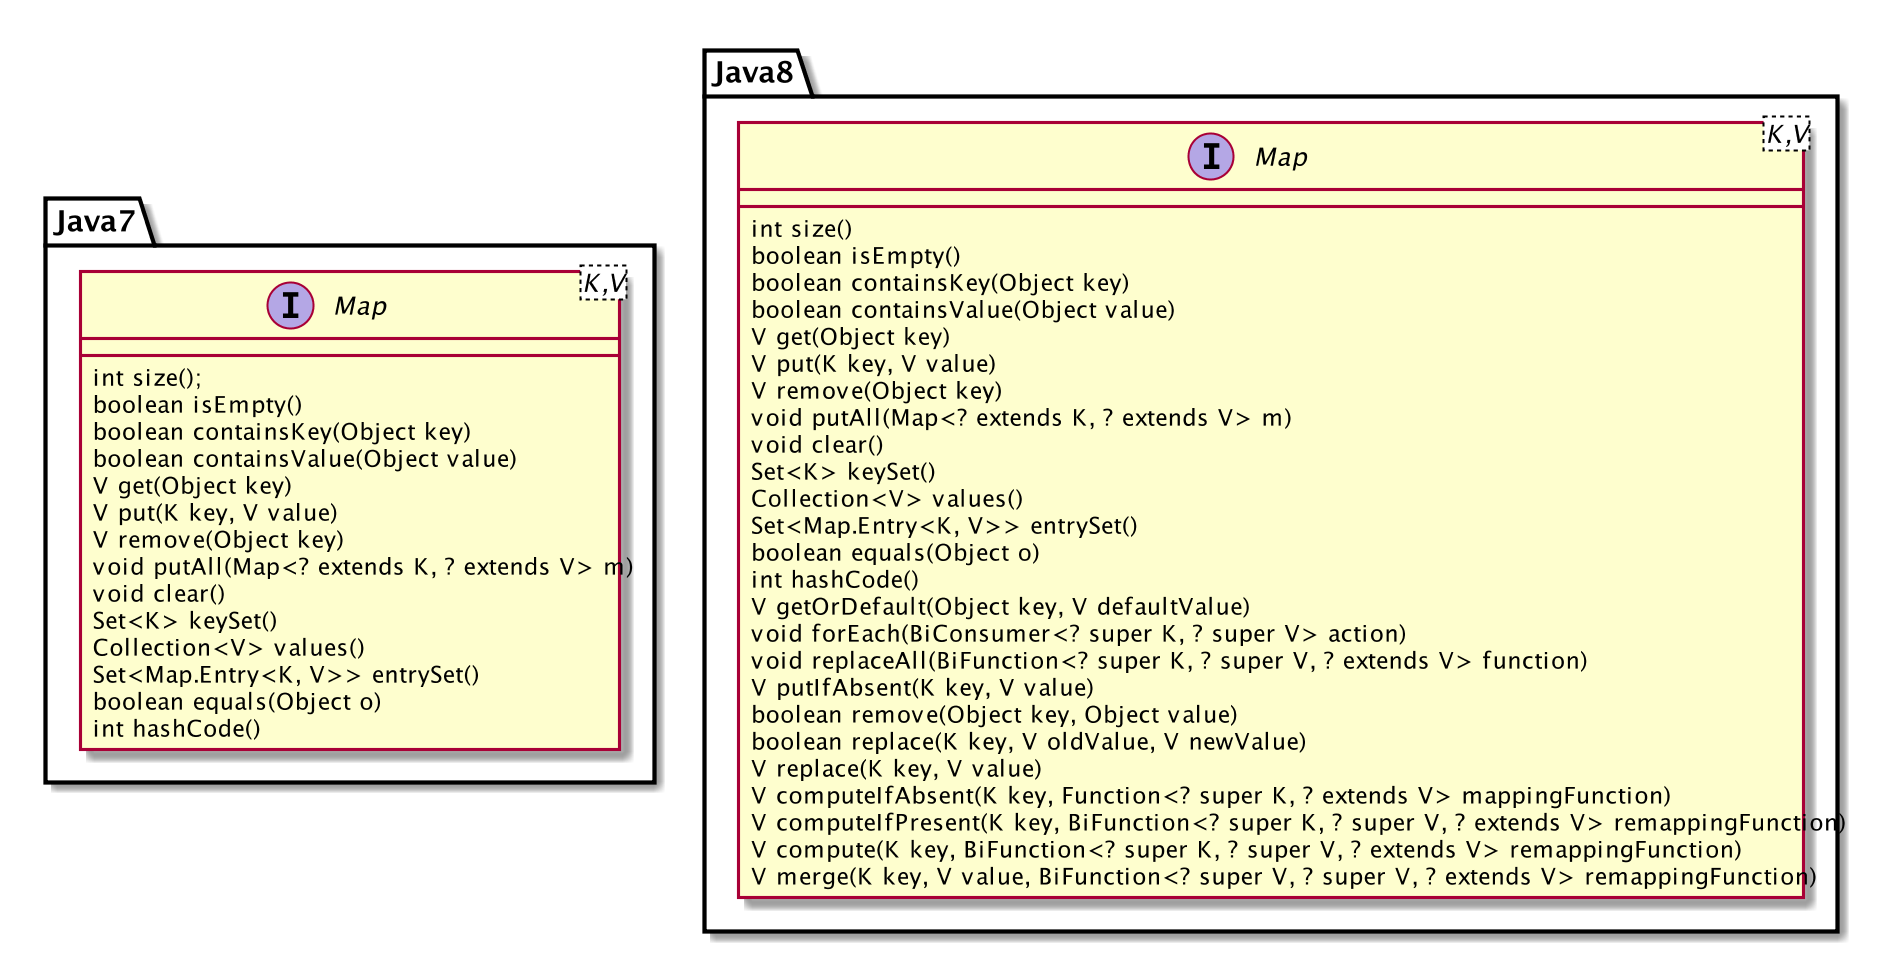 Java7
K,V
I Map
int size();
boolean isEmpty()
boolean containsKey(Object key)
boolean containsValue(Object value)
V get(Object key)
V put(K key, V value)
V remove(Object key)
void putAll(Map<? extends K, ? extends V> m)
void clear()
Set<K> keySet()
Collection<V> values()
Set<Map.Entry<K, V>> entrySet()
boolean equals(Object o)
int hashCode()
Java8
K,V
I Map
int size()
boolean isEmpty()
boolean containsKey(Object key)
boolean containsValue(Object value)
V get(Object key)
V put(K key, V value)
V remove(Object key)
void putAll(Map<? extends K, ? extends V> m)
void clear()
Set<K> keySet()
Collection<V> values()
Set<Map.Entry<K, V>> entrySet()
boolean equals(Object o)
int hashCode()
V getOrDefault(Object key, V defaultValue)
void forEach(BiConsumer<? super K, ? super V> action)
void replaceAll(BiFunction<? super K, ? super V, ? extends V> function)
V putIfAbsent(K key, V value)
boolean remove(Object key, Object value)
boolean replace(K key, V oldValue, V newValue)
V replace(K key, V value)
V computeIfAbsent(K key, Function<? super K, ? extends V> mappingFunction)
V computeIfPresent(K key, BiFunction<? super K, ? super V, ? extends V> remappingFunction)
V compute(K key, BiFunction<? super K, ? super V, ? extends V> remappingFunction)
V merge(K key, V value, BiFunction<? super V, ? super V, ? extends V> remappingFunction)